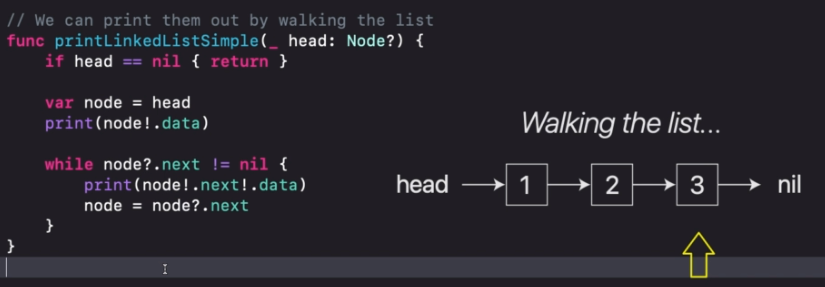 // We can print them out by walking the list
func printLinkedListSimple(_ head: Node?) {
    if head == nil { return }
    var node = head
    print(node!.data)
    while node?.next != nil {
        print(node!.next!.data)
        node = node?.next
    }
}
Walking the list...
head 1 2 3 nil